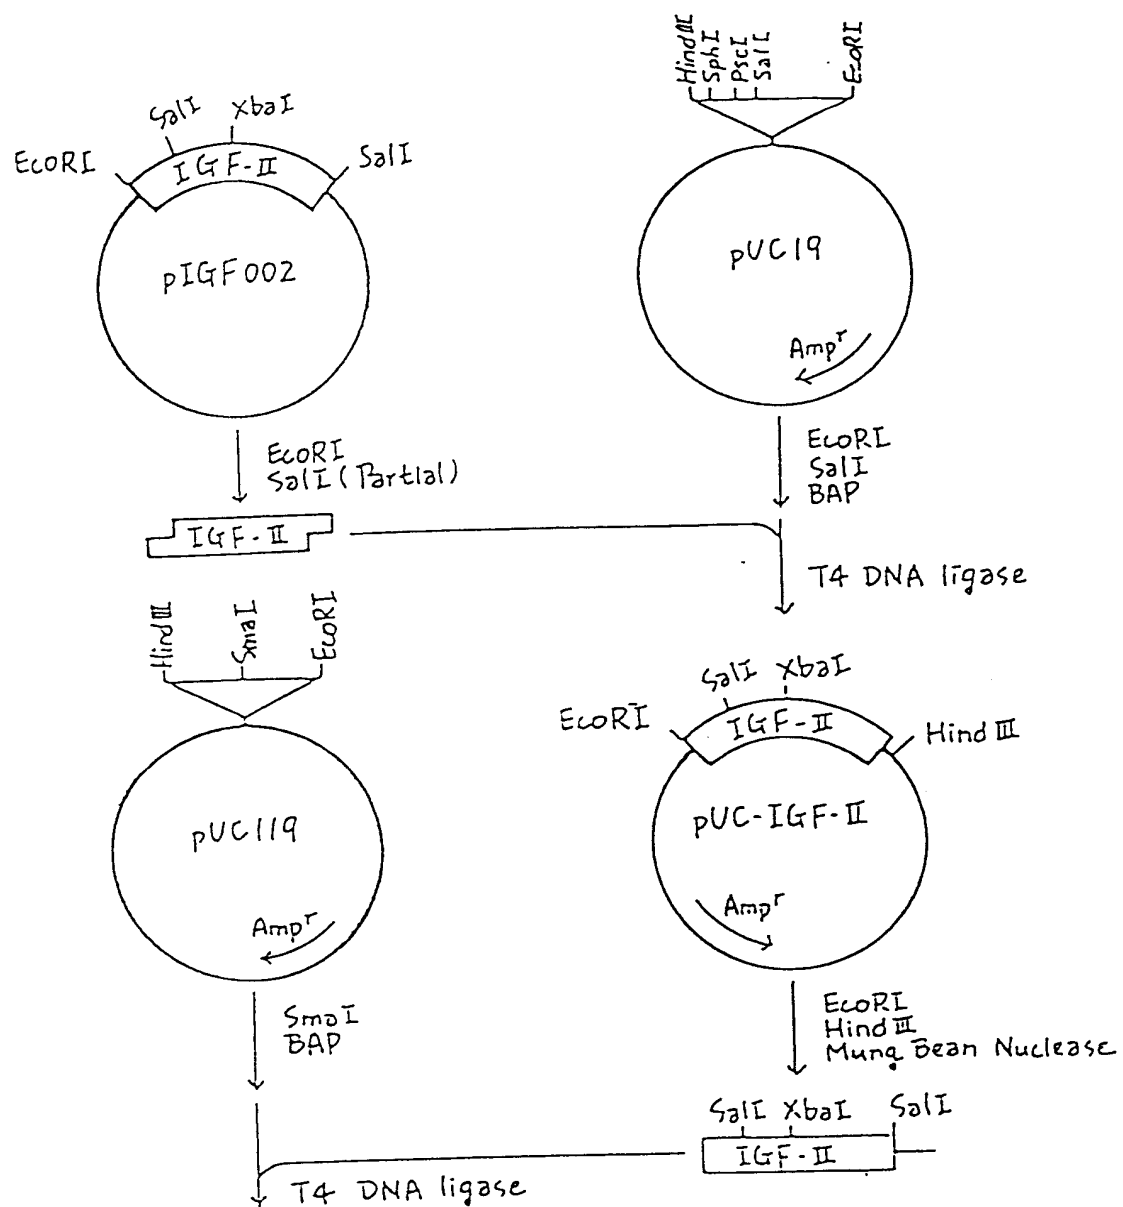 HindⅢ
SphI
PscI
SalI
EcoRI
SalI
XbaI
EcoRI
IGF-Ⅱ
SalI
pIGF002
pUC19
Ampʳ
EcoRI
SalI (Partial)
EcoRI
SalI
BAP
IGF-Ⅱ
T4 DNA ligase
HindⅢ
SmaI
EcoRI
SalI
XbaI
EcoRI
IGF-Ⅱ
HindⅢ
pUC119
pUC-IGF-Ⅱ
Ampʳ
Ampʳ
SmaI
BAP
EcoRI
HindⅢ
Mung Bean Nuclease
SalI
XbaI
SalI
IGF-Ⅱ
T4 DNA ligase